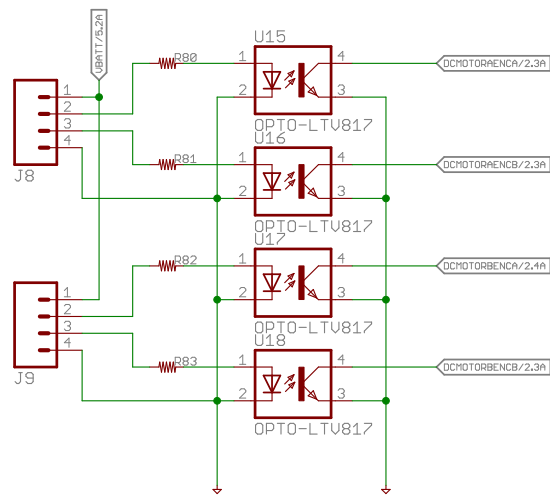 VBATT/5.2A
J8
1
2
3
4
R80
U15
1
2
4
3
OPTO-LTV817
DCMOTORAENCA/2.3A
R81
U16
1
2
4
3
OPTO-LTV817
DCMOTORAENCB/2.3A
J9
1
2
3
4
R82
U17
1
2
4
3
OPTO-LTV817
DCMOTORBENCA/2.4A
R83
U18
1
2
4
3
OPTO-LTV817
DCMOTORBENCB/2.3A